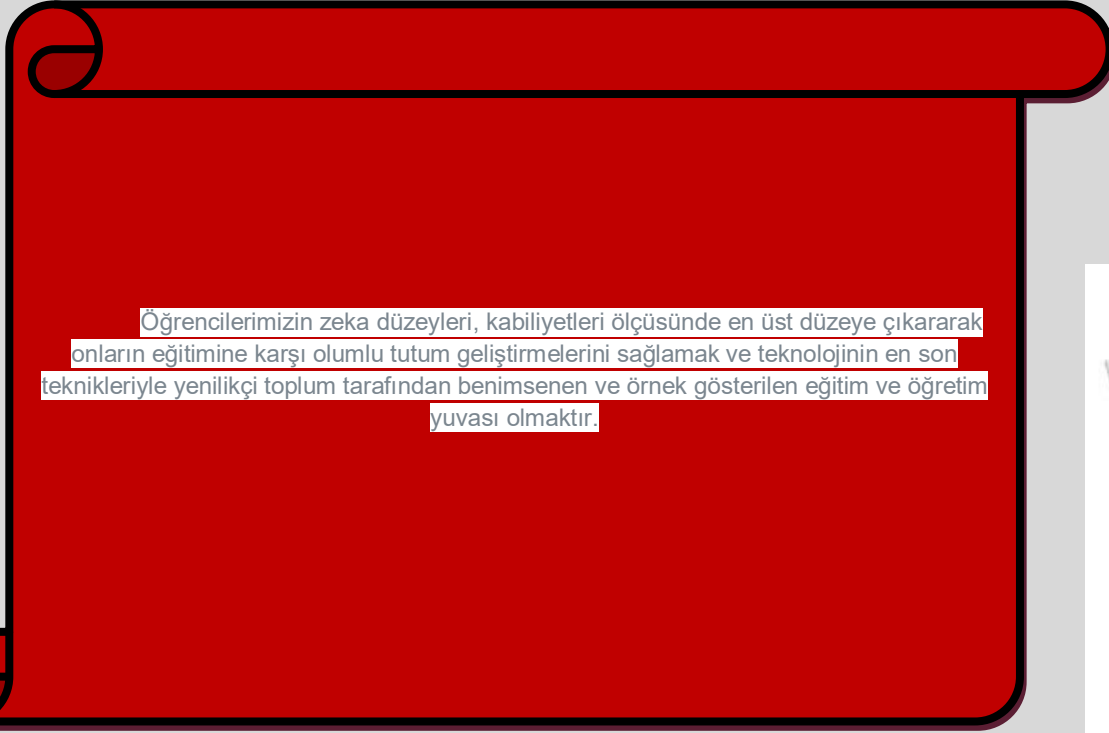 Öğrencilerimizin zeka düzeyleri, kabiliyetleri ölçüsünde en üst düzeye çıkararak
onların eğitimine karşı olumlu tutum geliştirmelerini sağlamak ve teknolojinin en son
teknikleriyle yenilikçi toplum tarafından benimsenen ve örnek gösterilen eğitim ve öğretim
yuvası olmaktır.